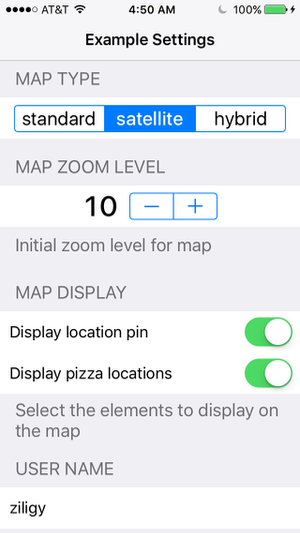 AT&T 4:50 AM 100%
Example Settings
MAP TYPE
standard satellite hybrid
MAP ZOOM LEVEL
10 − +
Initial zoom level for map
MAP DISPLAY
Display location pin
Display pizza locations
Select the elements to display on
the map
USER NAME
ziligy